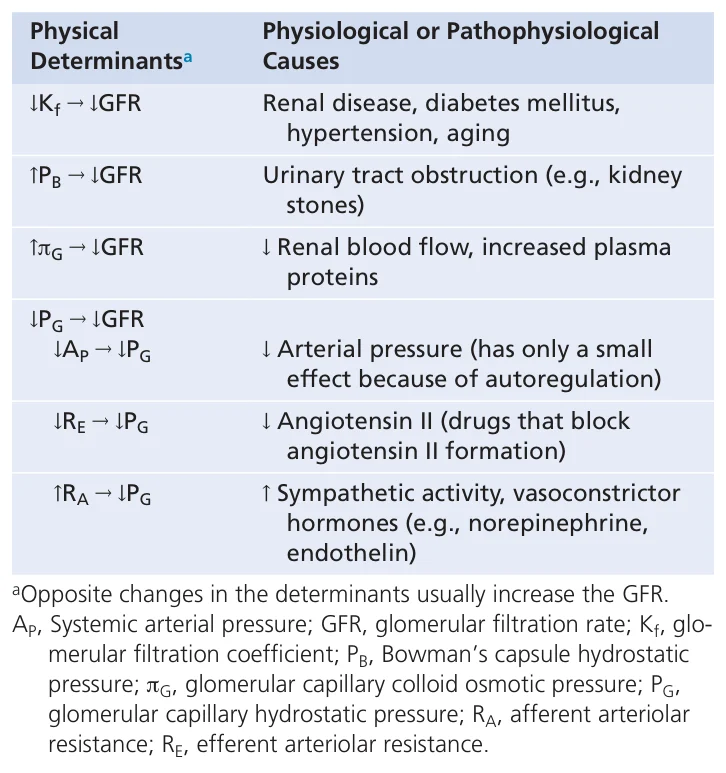 Physical Physiological or Pathophysiological
Determinantsᵃ Causes
↓Kf → ↓GFR Renal disease, diabetes mellitus,
hypertension, aging
↑PB → ↓GFR Urinary tract obstruction (e.g., kidney
stones)
↑πG → ↓GFR ↓ Renal blood flow, increased plasma
proteins
↓PG → ↓GFR
↓AP → ↓PG ↓ Arterial pressure (has only a small
effect because of autoregulation)
↓RE → ↓PG ↓ Angiotensin II (drugs that block
angiotensin II formation)
↑RA → ↓PG ↑ Sympathetic activity, vasoconstrictor
hormones (e.g., norepinephrine,
endothelin)
ᵃOpposite changes in the determinants usually increase the GFR.
AP, Systemic arterial pressure; GFR, glomerular filtration rate; Kf, glo-
merular filtration coefficient; PB, Bowman’s capsule hydrostatic
pressure; πG, glomerular capillary colloid osmotic pressure; PG,
glomerular capillary hydrostatic pressure; RA, afferent arteriolar
resistance; RE, efferent arteriolar resistance.